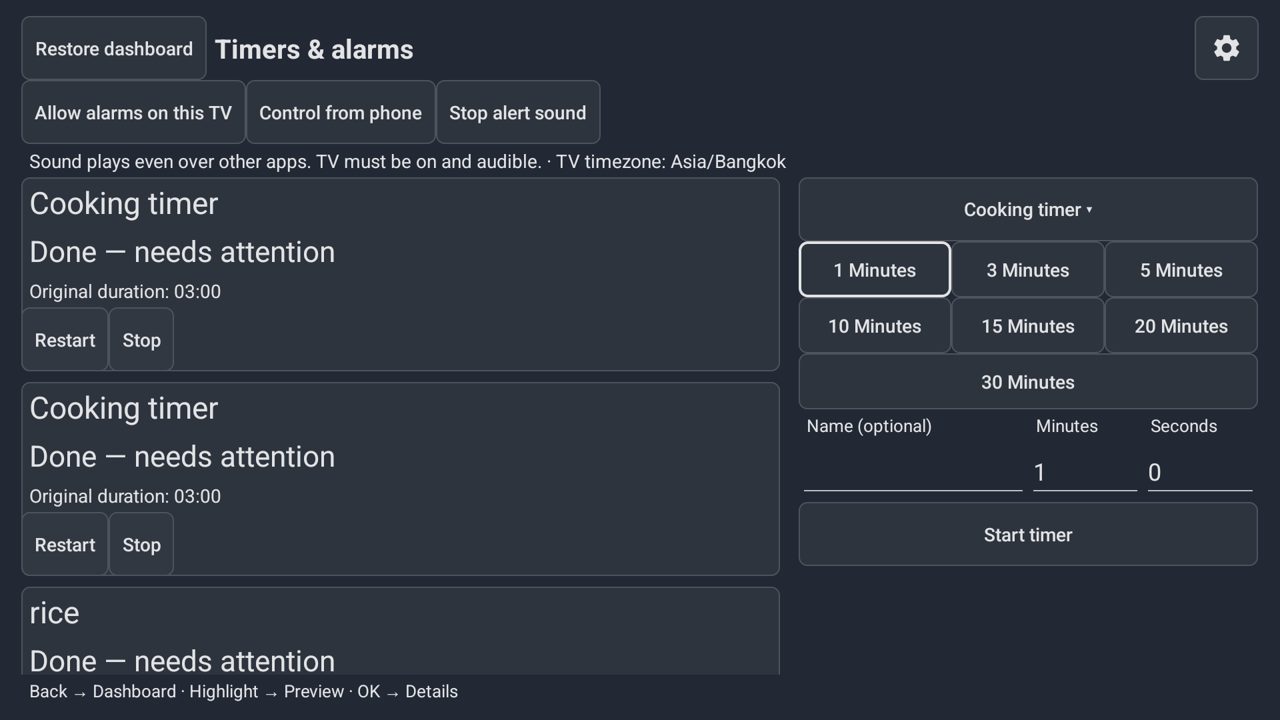 Restore dashboard
Timers & alarms
Allow alarms on this TV
Control from phone
Stop alert sound
Sound plays even over other apps. TV must be on and audible. · TV timezone: Asia/Bangkok
Cooking timer
Done — needs attention
Original duration: 03:00
Restart
Stop
Cooking timer
Done — needs attention
Original duration: 03:00
Restart
Stop
rice
Done — needs attention
Cooking timer ▾
1 Minutes
3 Minutes
5 Minutes
10 Minutes
15 Minutes
20 Minutes
30 Minutes
Name (optional)
Minutes
Seconds
1
0
Start timer
Back → Dashboard · Highlight → Preview · OK → Details